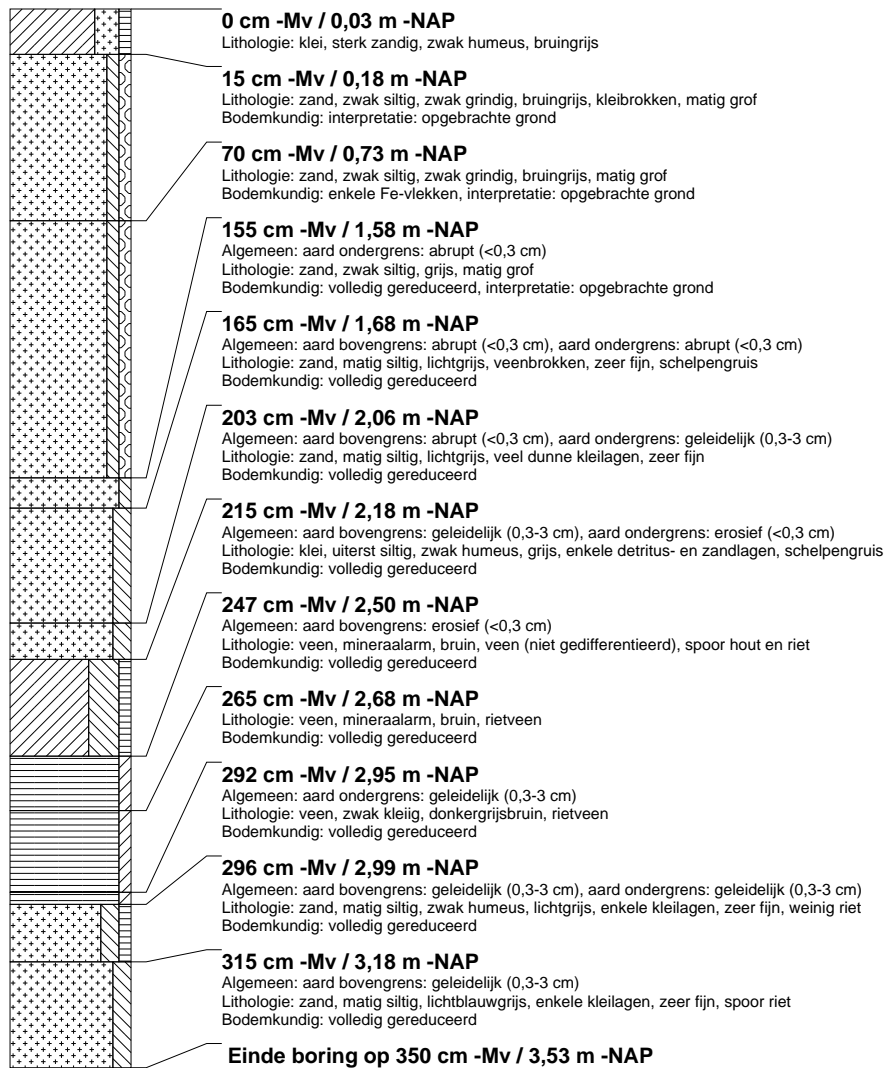 0 cm -Mv / 0,03 m -NAP
Lithologie: klei, sterk zandig, zwak humeus, bruingrijs
15 cm -Mv / 0,18 m -NAP
Lithologie: zand, zwak siltig, zwak grindig, bruingrijs, kleibrokken, matig grof
Bodemkundig: interpretatie: opgebrachte grond
70 cm -Mv / 0,73 m -NAP
Lithologie: zand, zwak siltig, zwak grindig, bruingrijs, matig grof
Bodemkundig: enkele Fe-vlekken, interpretatie: opgebrachte grond
155 cm -Mv / 1,58 m -NAP
Algemeen: aard ondergrens: abrupt (<0,3 cm)
Lithologie: zand, zwak siltig, grijs, matig grof
Bodemkundig: volledig gereduceerd, interpretatie: opgebrachte grond
165 cm -Mv / 1,68 m -NAP
Algemeen: aard bovengrens: abrupt (<0,3 cm), aard ondergrens: abrupt (<0,3 cm)
Lithologie: zand, matig siltig, lichtgrijs, veenbrokken, zeer fijn, schelpengruis
Bodemkundig: volledig gereduceerd
203 cm -Mv / 2,06 m -NAP
Algemeen: aard bovengrens: abrupt (<0,3 cm), aard ondergrens: geleidelijk (0,3-3 cm)
Lithologie: zand, matig siltig, lichtgrijs, veel dunne kleilagen, zeer fijn
Bodemkundig: volledig gereduceerd
215 cm -Mv / 2,18 m -NAP
Algemeen: aard bovengrens: geleidelijk (0,3-3 cm), aard ondergrens: erosief (<0,3 cm)
Lithologie: klei, uiterst siltig, zwak humeus, grijs, enkele detritus- en zandlagen, schelpengruis
Bodemkundig: volledig gereduceerd
247 cm -Mv / 2,50 m -NAP
Algemeen: aard bovengrens: erosief (<0,3 cm)
Lithologie: veen, mineraalarm, bruin, veen (niet gedifferentieerd), spoor hout en riet
Bodemkundig: volledig gereduceerd
265 cm -Mv / 2,68 m -NAP
Lithologie: veen, mineraalarm, bruin, rietveen
Bodemkundig: volledig gereduceerd
292 cm -Mv / 2,95 m -NAP
Algemeen: aard ondergrens: geleidelijk (0,3-3 cm)
Lithologie: veen, zwak kleiig, donkergrijsbruin, rietveen
Bodemkundig: volledig gereduceerd
296 cm -Mv / 2,99 m -NAP
Algemeen: aard bovengrens: geleidelijk (0,3-3 cm), aard ondergrens: geleidelijk (0,3-3 cm)
Lithologie: zand, matig siltig, zwak humeus, lichtgrijs, enkele kleilagen, zeer fijn, weinig riet
Bodemkundig: volledig gereduceerd
315 cm -Mv / 3,18 m -NAP
Algemeen: aard bovengrens: geleidelijk (0,3-3 cm)
Lithologie: zand, matig siltig, lichtblauwgrijs, enkele kleilagen, zeer fijn, spoor riet
Bodemkundig: volledig gereduceerd
Einde boring op 350 cm -Mv / 3,53 m -NAP